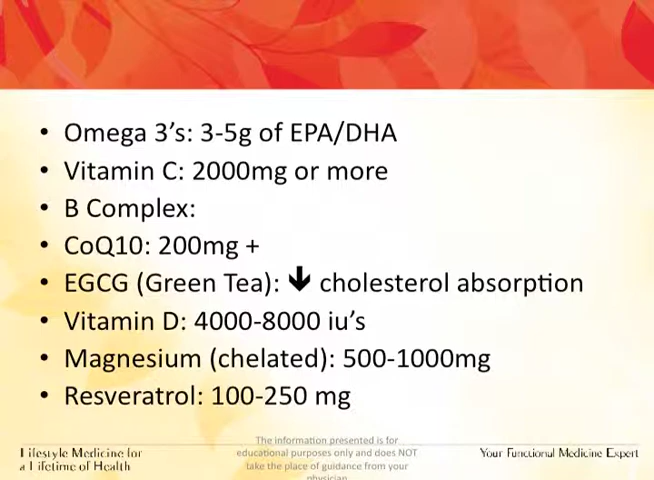 • Omega 3's: 3-5g of EPA/DHA
• Vitamin C: 2000mg or more
• B Complex:
• CoQ10: 200mg +
• EGCG (Green Tea): 🡻 cholesterol absorption
• Vitamin D: 4000-8000 iu's
• Magnesium (chelated): 500-1000mg
• Resveratrol: 100-250 mg
Lifestyle Medicine for
a Lifetime of Health
The information presented is for
educational purposes only and does NOT
take the place of guidance from your
physician
Your Functional Medicine Expert